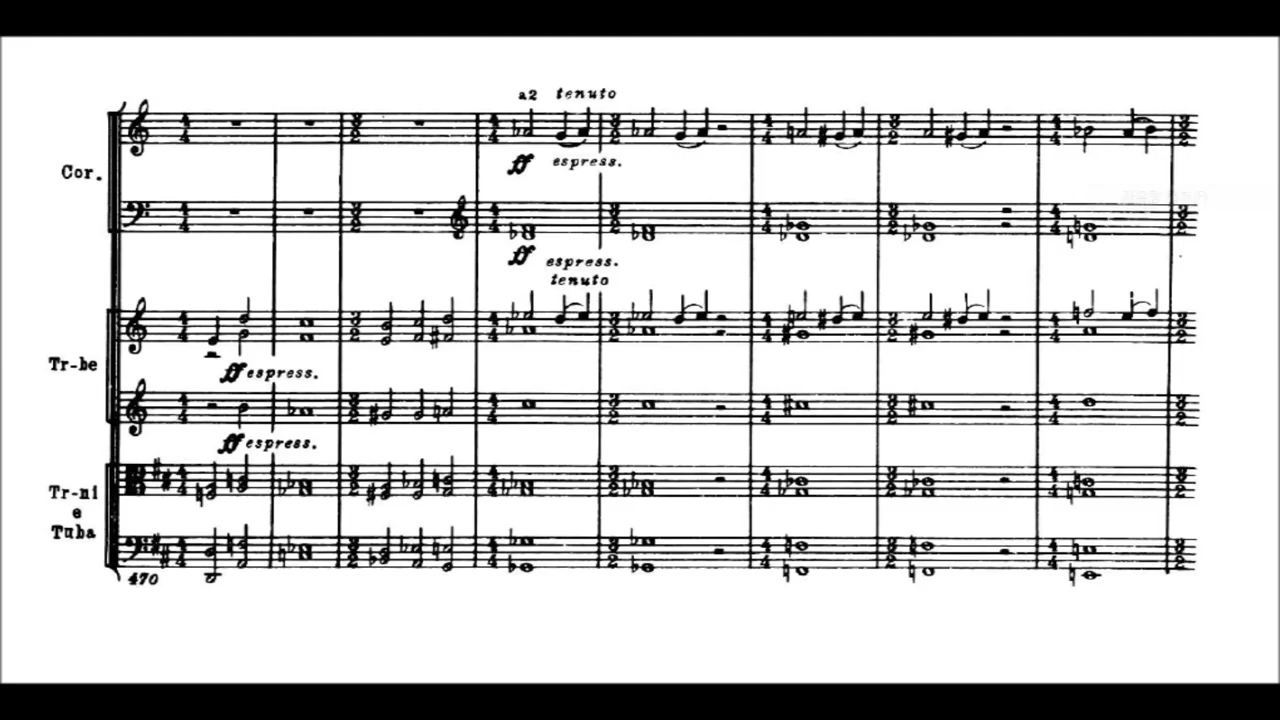 a2 tenuto
Cor.
ff espress.
ff espress.
tenuto
Tr-be
ff espress.
ff espress.
Tr-ni
e
Tuba
470